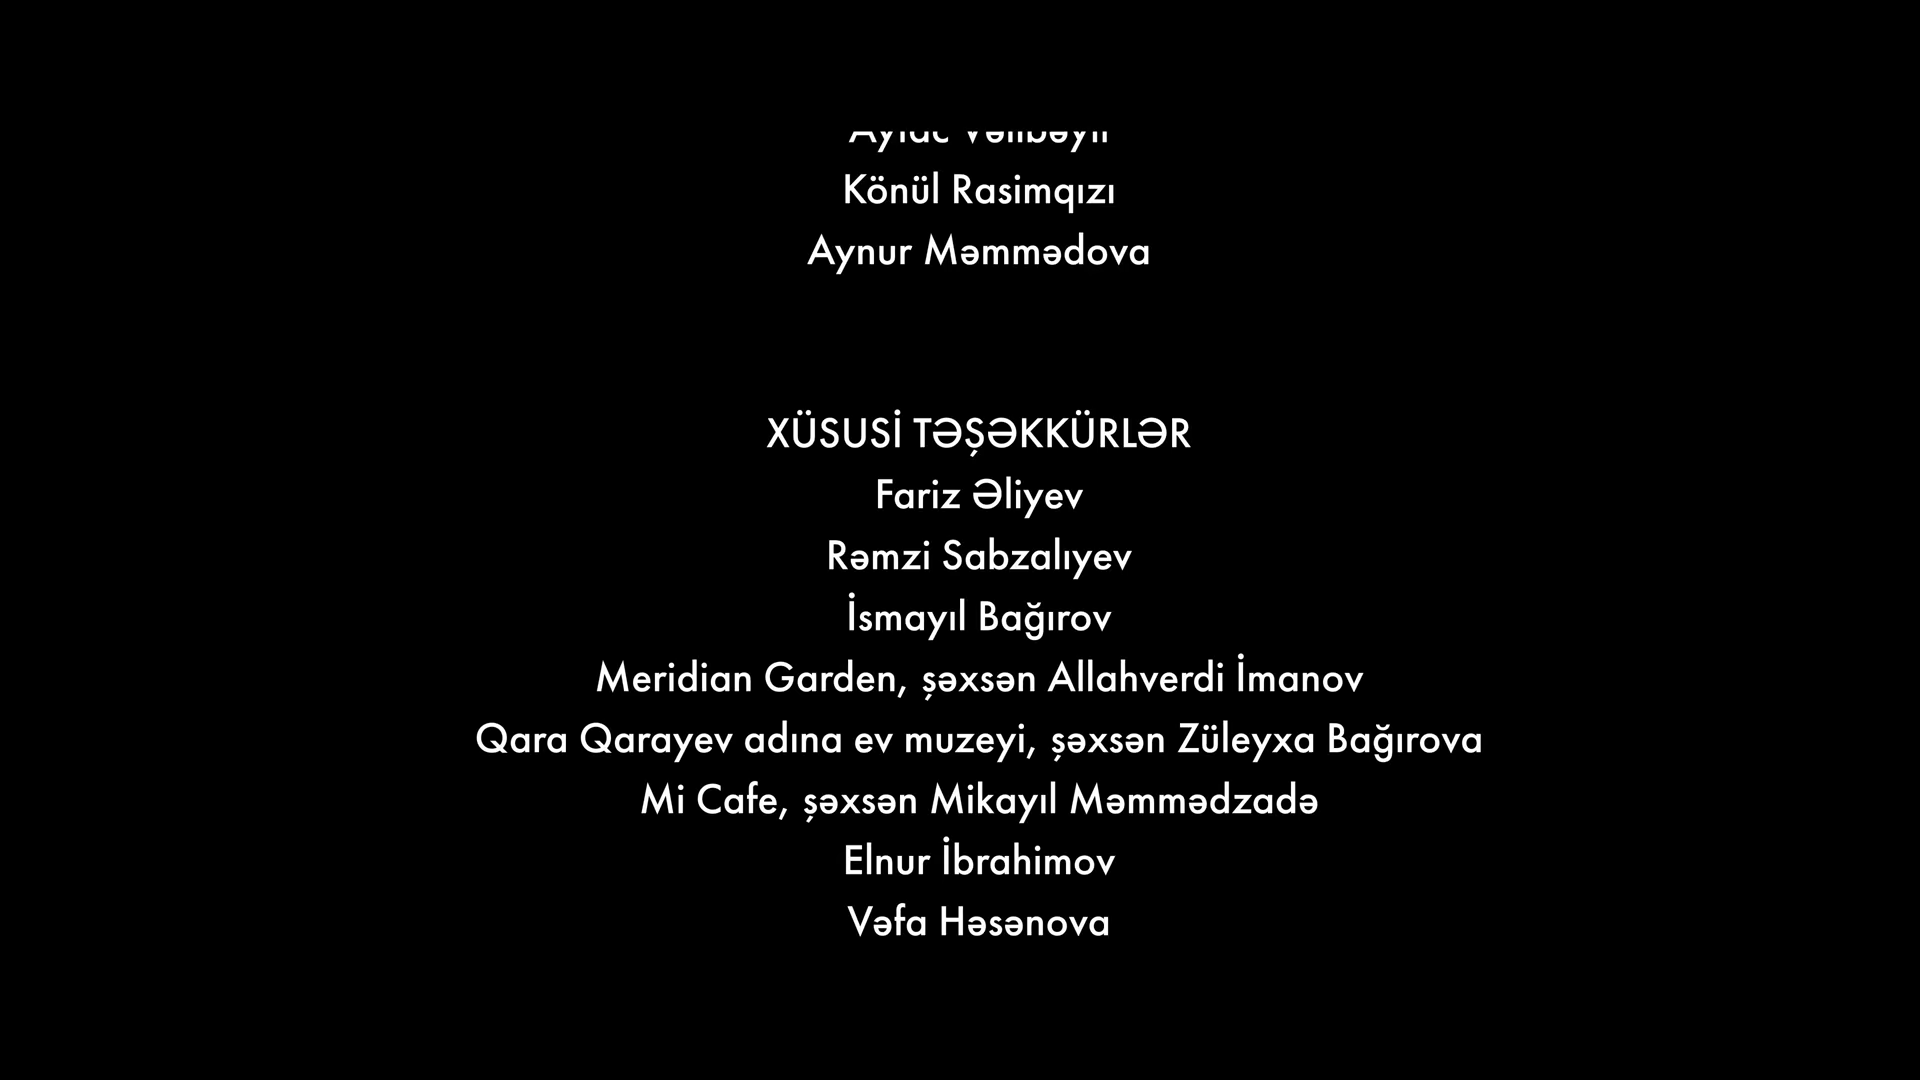 Könül Rasimqızı
Aynur Məmmədova
XÜSUSİ TƏŞƏKKÜRLƏR
Fariz Əliyev
Rəmzi Sabzalıyev
İsmayıl Bağırov
Meridian Garden, şəxsən Allahverdi İmanov
Qara Qarayev adına ev muzeyi, şəxsən Züleyxa Bağırova
Mi Cafe, şəxsən Mikayıl Məmmədzadə
Elnur İbrahimov
Vəfa Həsənova